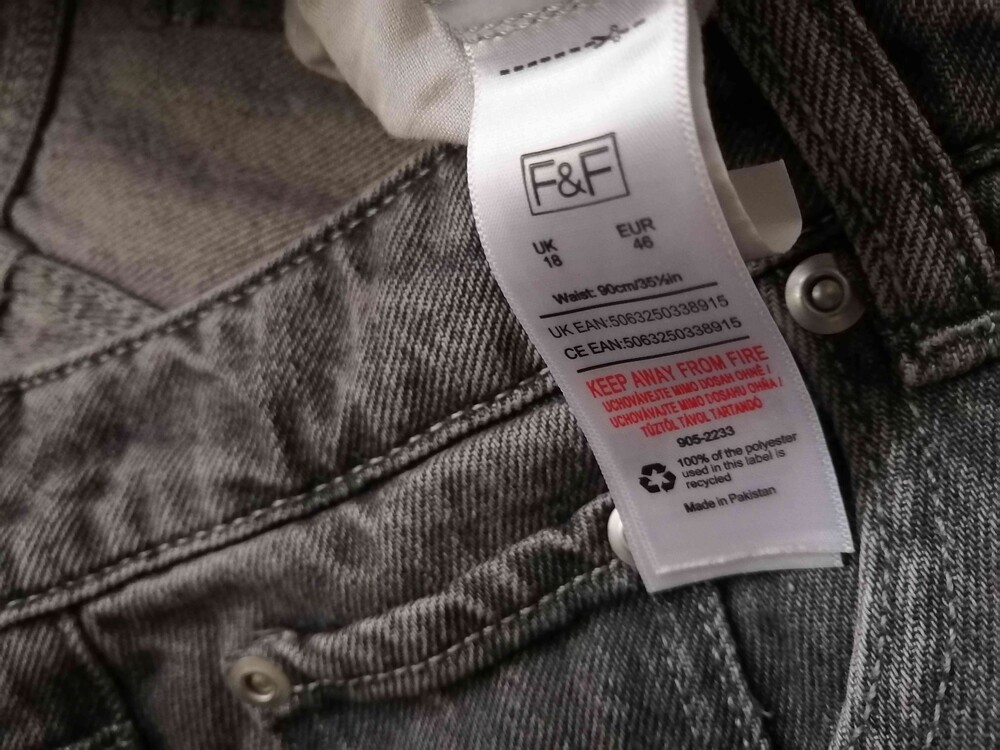 F&F
UK EUR
18 46
Waist: 90cm/35½in
UK EAN:5063250338915
CE EAN:5063250338915
KEEP AWAY FROM FIRE
UCHOVÁVEJTE MIMO DOSAH OHNĚ /
UCHOVÁVAJTE MIMO DOSAHU OHŇA /
TŰZTŐL TÁVOL TARTANDÓ
905-2233
100% of the polyester
used in this label is
recycled
Made in Pakistan